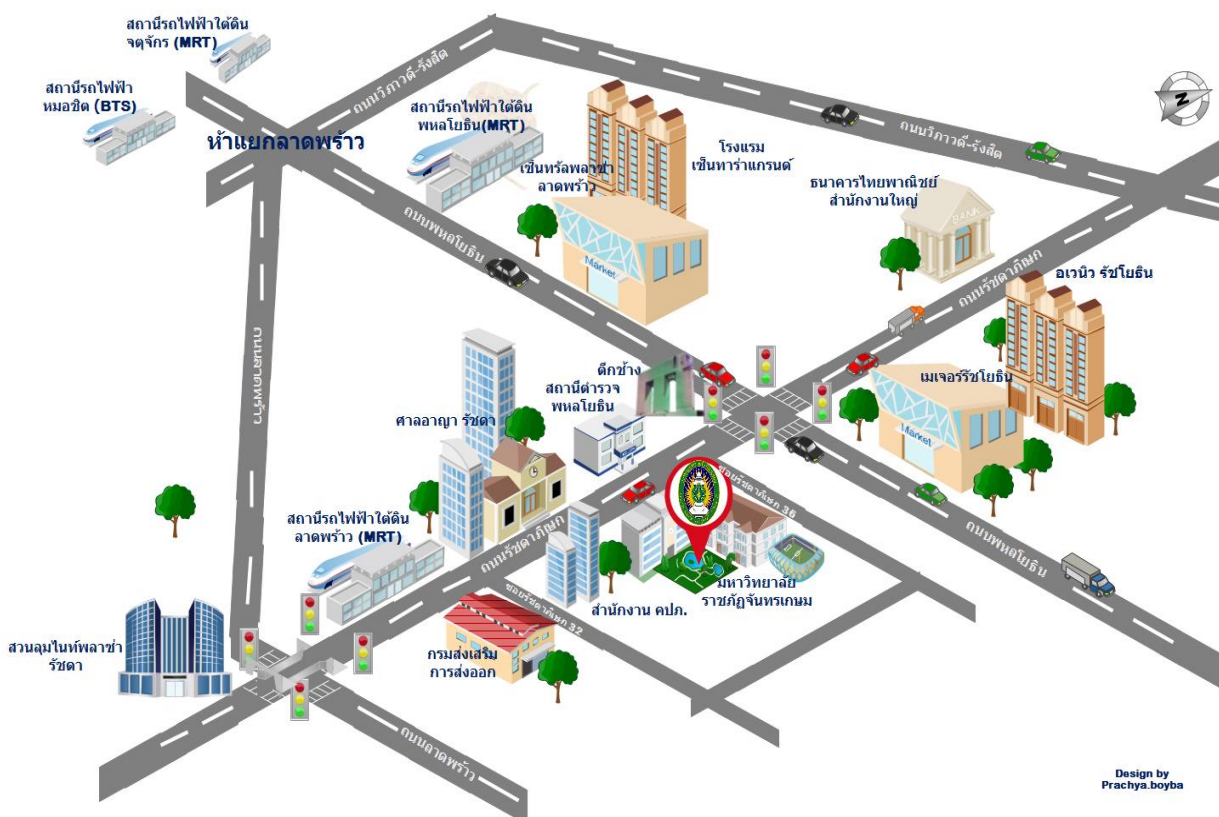 สถานีรถไฟฟ้าใต้ดิน
จตุจักร (MRT)
สถานีรถไฟฟ้า
หมอชิต (BTS)
ห้าแยกลาดพร้าว
ถนนวิภาวดี-รังสิต
สถานีรถไฟฟ้าใต้ดิน
พหลโยธิน(MRT)
เซ็นทรัลพลาซ่า
ลาดพร้าว
โรงแรม
เซ็นทาร่าแกรนด์
ถนนวิภาวดี-รังสิต
N
ธนาคารไทยพาณิชย์
สำนักงานใหญ่
BANK
ถนนพหลโยธิน
Market
ถนนรัชดาภิเษก
อเวนิว รัชโยธิน
ถนนลาดพร้าว
ตึกช้าง
สถานีตำรวจ
พหลโยธิน
เมเจอร์รัชโยธิน
Market
ศาลอาญา รัชดา
ซอยรัชดาภิเษก 36
สถานีรถไฟฟ้าใต้ดิน
ลาดพร้าว (MRT)
ถนนรัชดาภิเษก
ถนนพหลโยธิน
มหาวิทยาลัย
ราชภัฏจันทรเกษม
สำนักงาน คปภ.
ซอยรัชดาภิเษก 32
สวนลุมไนท์พลาซ่า
รัชดา
กรมส่งเสริม
การส่งออก
ถนนลาดพร้าว
Design by
Prachya.boyba